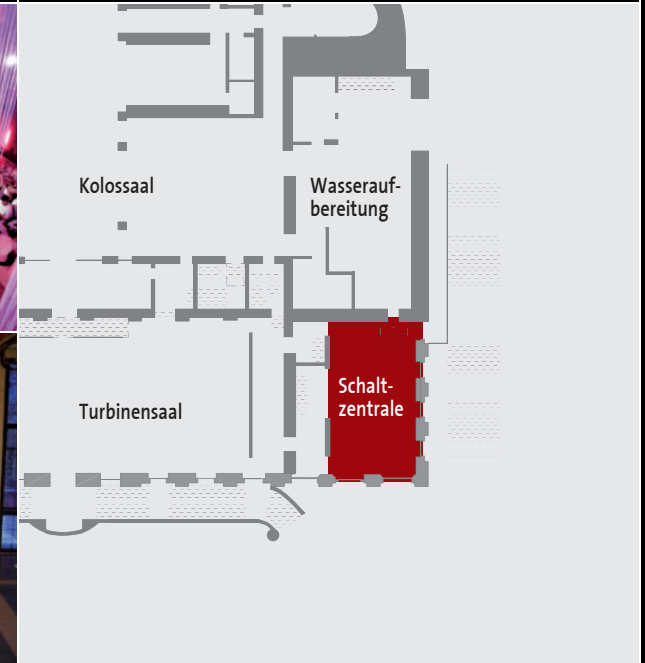 Kolossaal
Wasserauf-
bereitung
Turbinensaal
Schalt-
zentrale